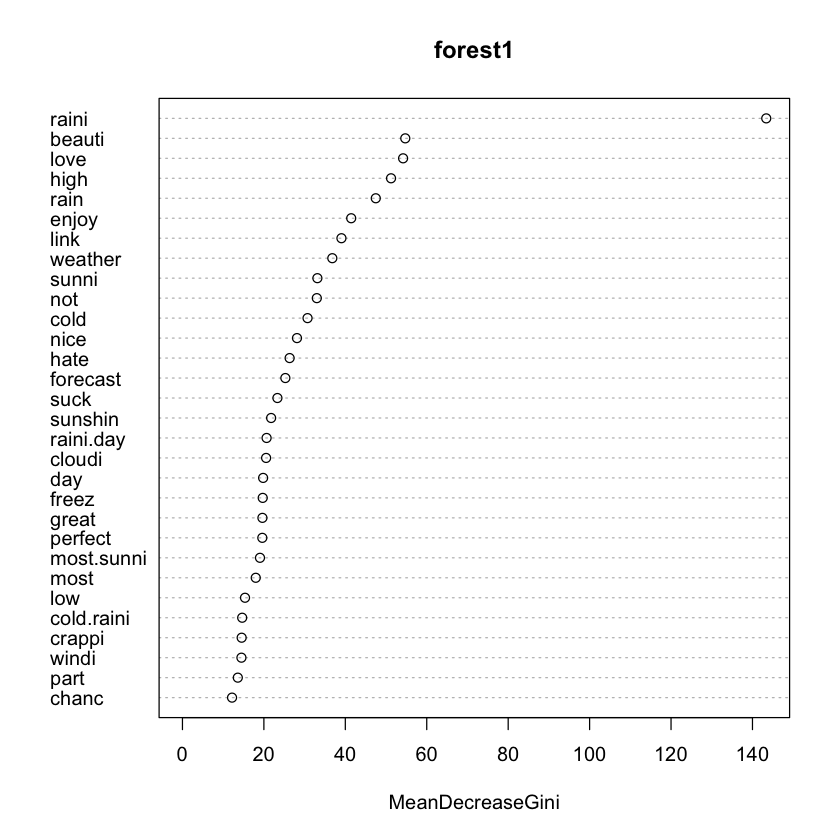 forest1
raini
beauti
love
high
rain
enjoy
link
weather
sunni
not
cold
nice
hate
forecast
suck
sunshin
raini.day
cloudi
day
freez
great
perfect
most.sunni
most
low
cold.raini
crappi
windi
part
chanc
0 20 40 60 80 100 120 140
MeanDecreaseGini